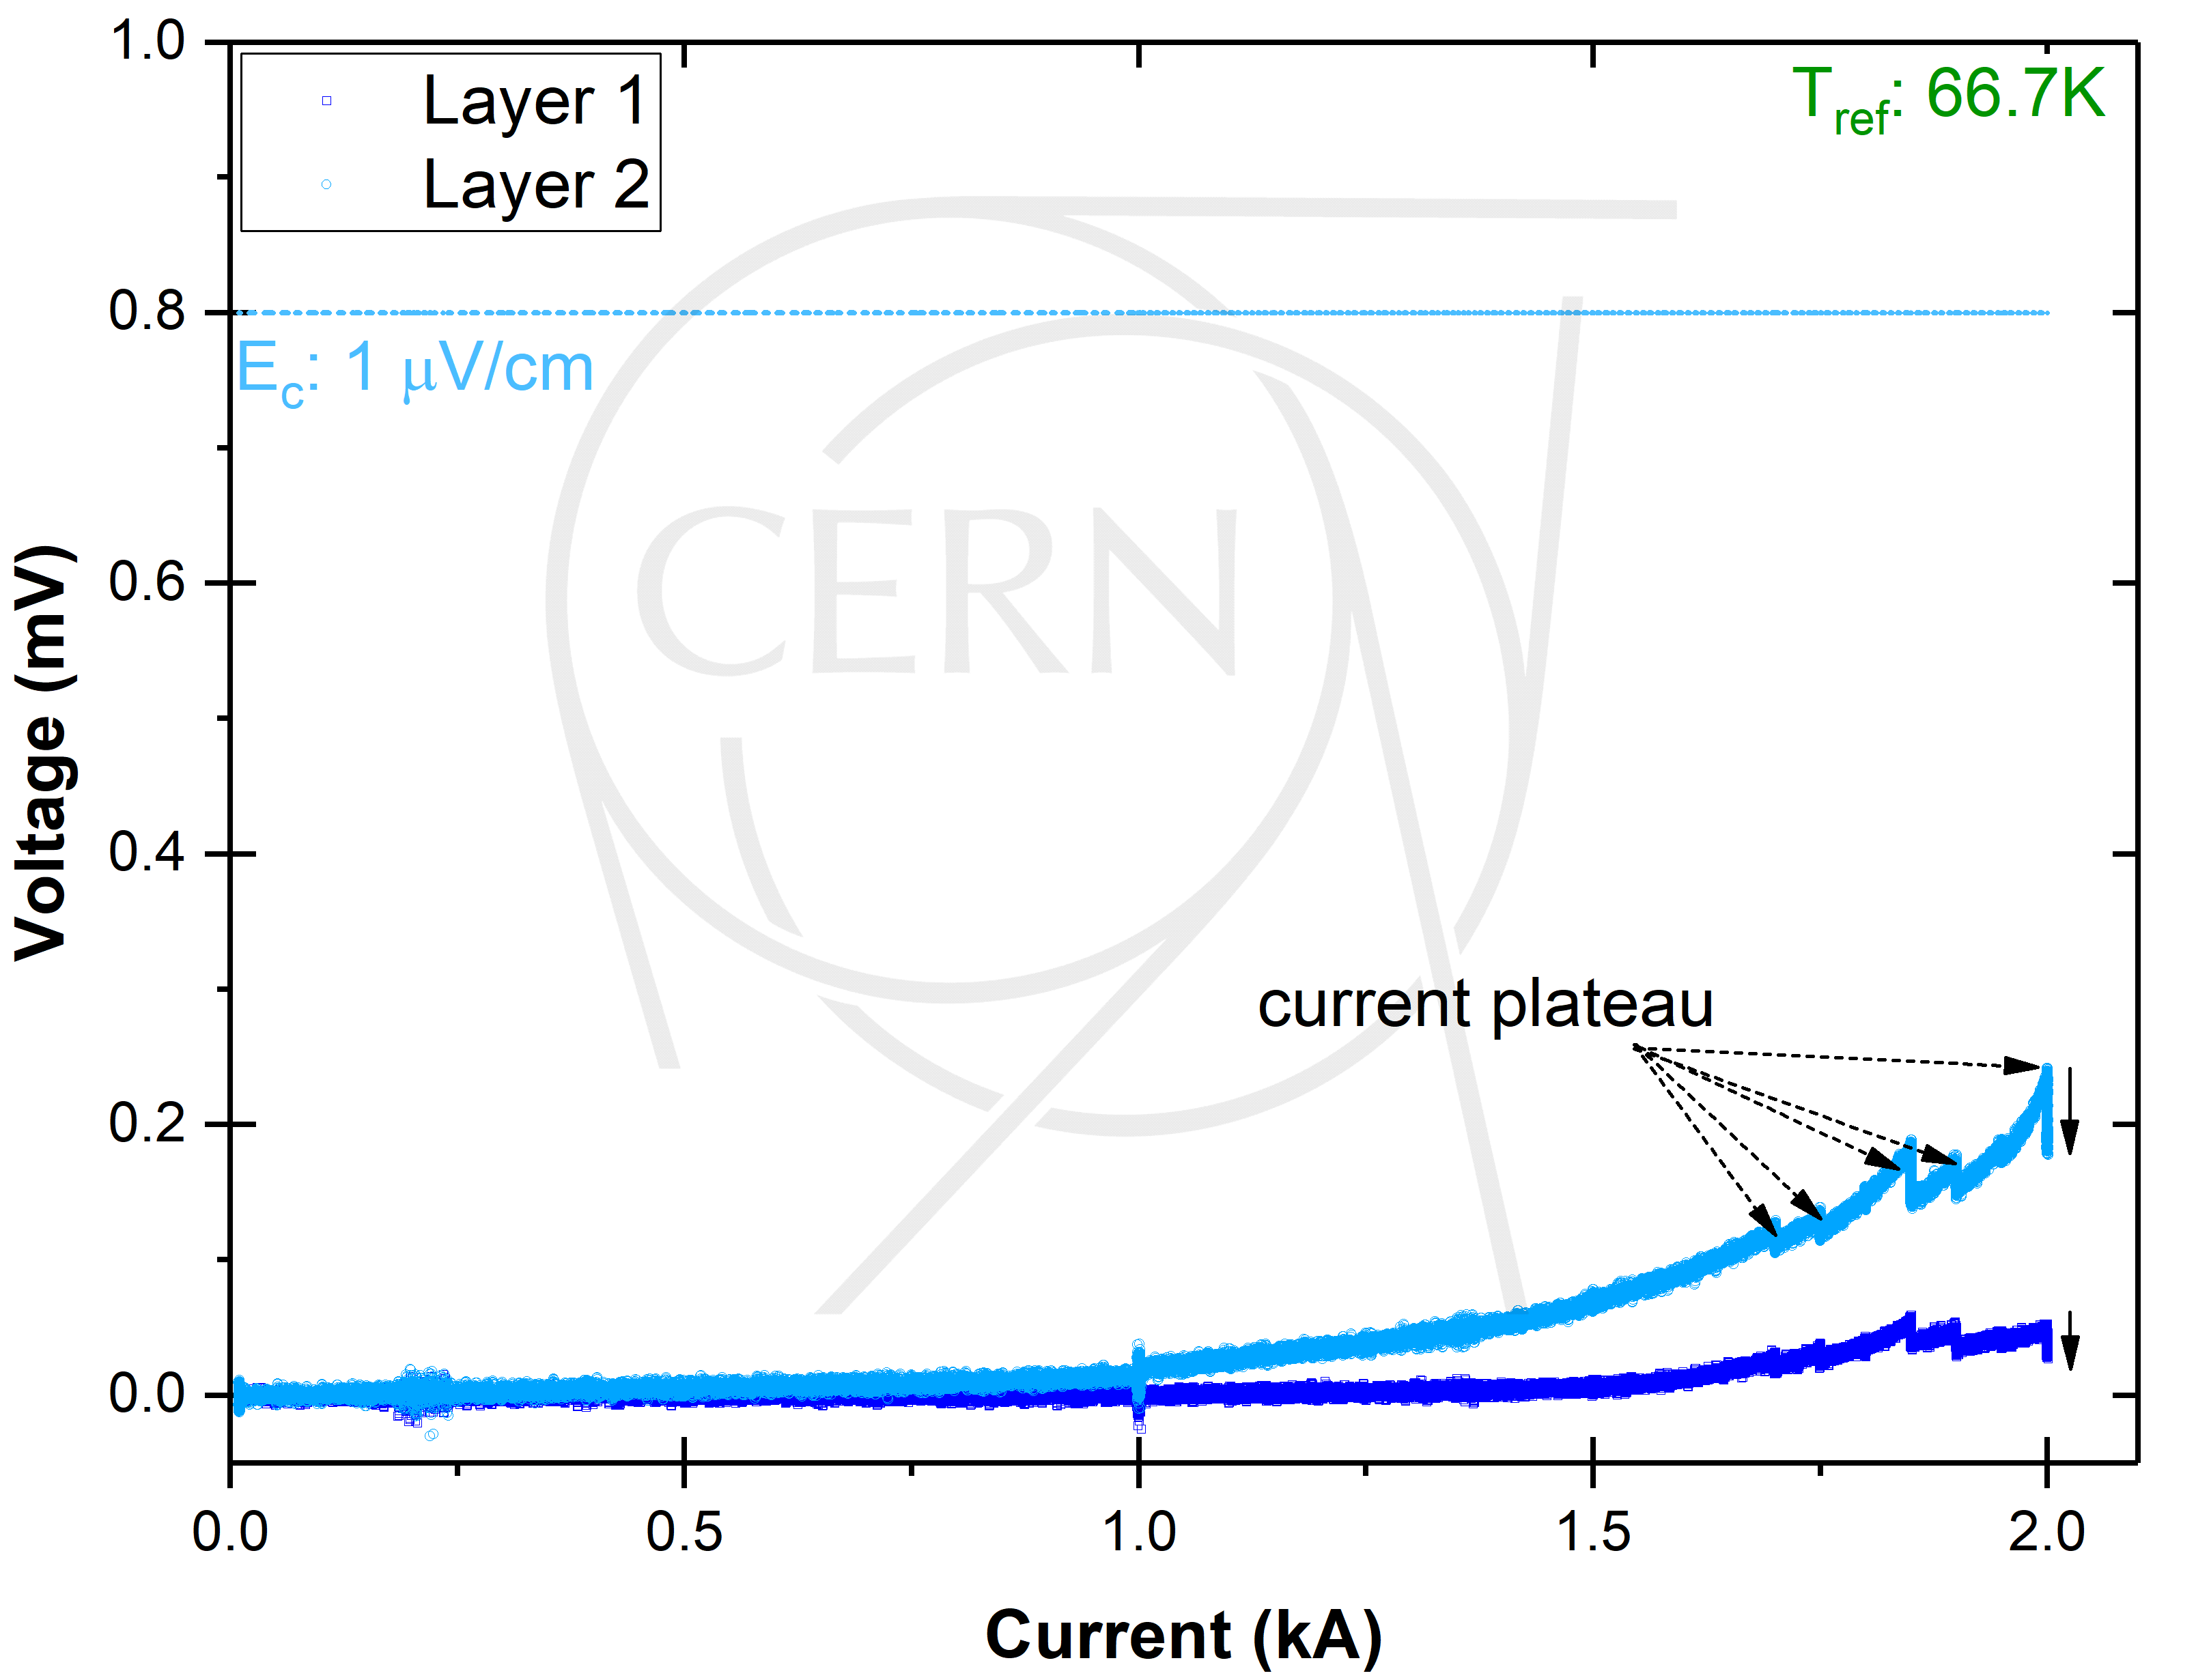 1.0
Layer 1
Layer 2
T_ref: 66.7K
0.8
E_c: 1 μV/cm
CERN
0.6
0.4
current plateau
0.2
0.0
0.0 0.5 1.0 1.5 2.0
Voltage (mV)
Current (kA)